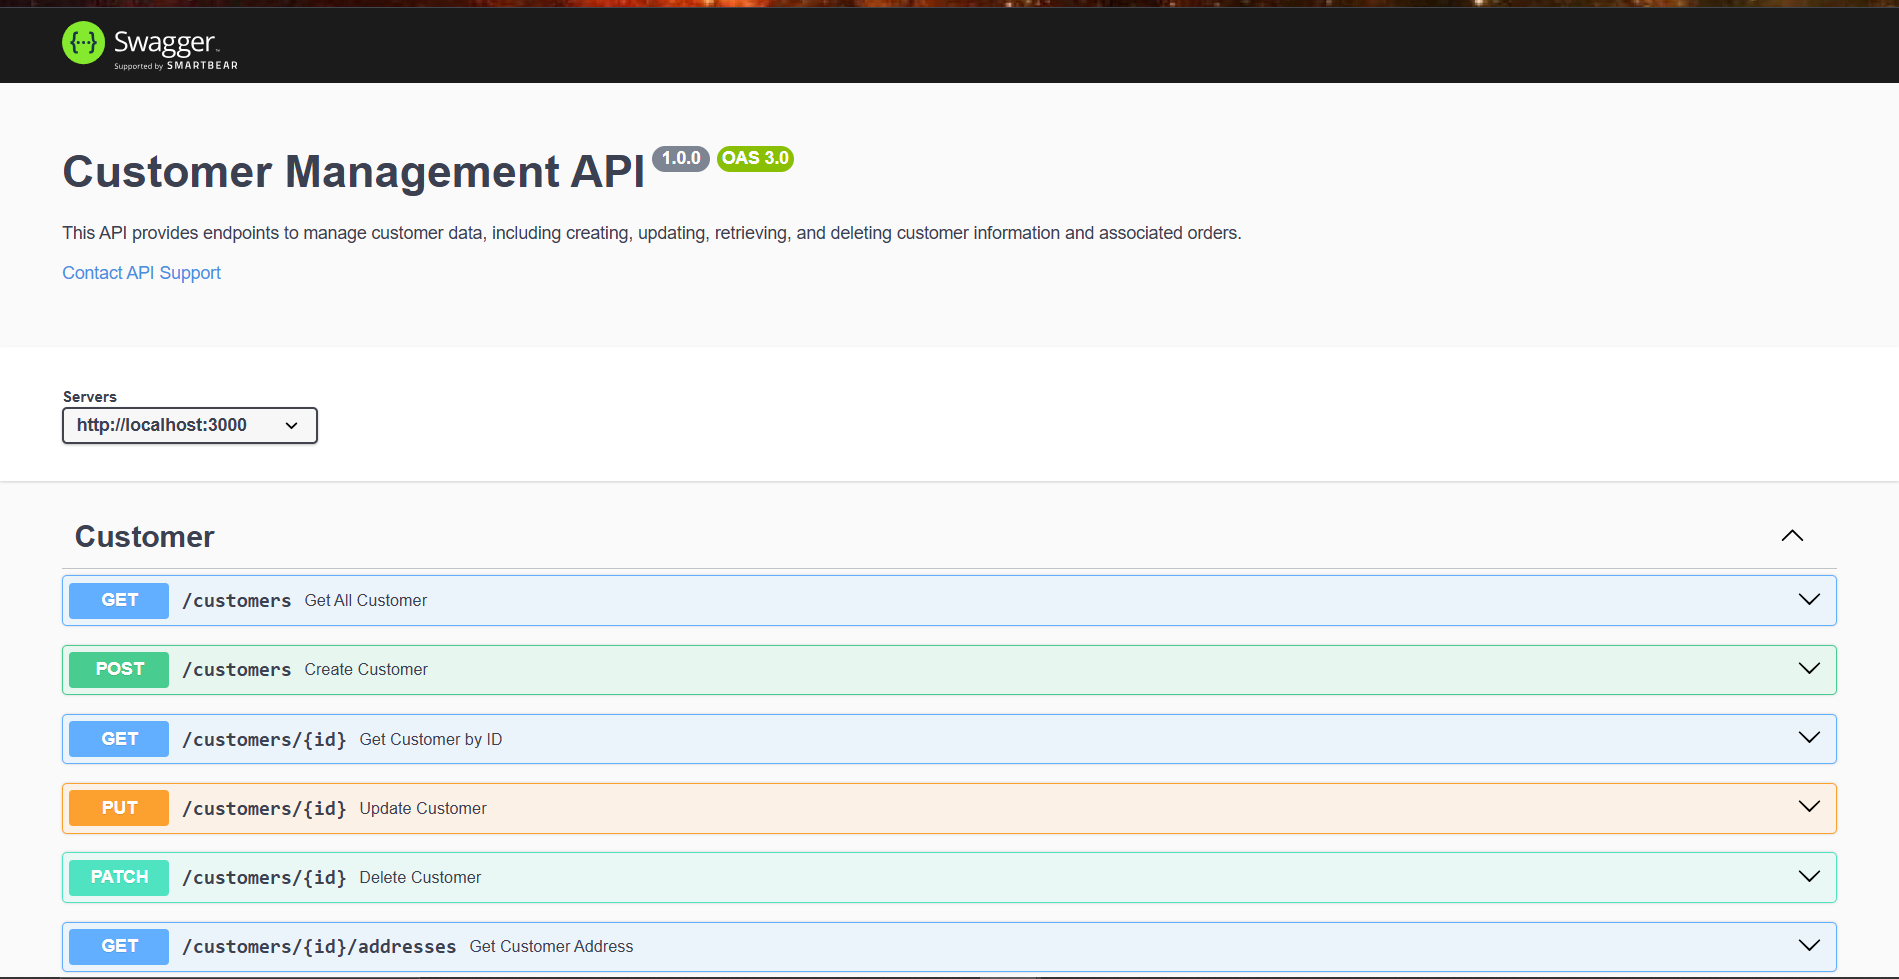 {···} Swagger™
Supported by SMARTBEAR
Customer Management API 1.0.0 OAS 3.0
This API provides endpoints to manage customer data, including creating, updating, retrieving, and deleting customer information and associated orders.
Contact API Support
Servers
http://localhost:3000
Customer
GET /customers Get All Customer
POST /customers Create Customer
GET /customers/{id} Get Customer by ID
PUT /customers/{id} Update Customer
PATCH /customers/{id} Delete Customer
GET /customers/{id}/addresses Get Customer Address